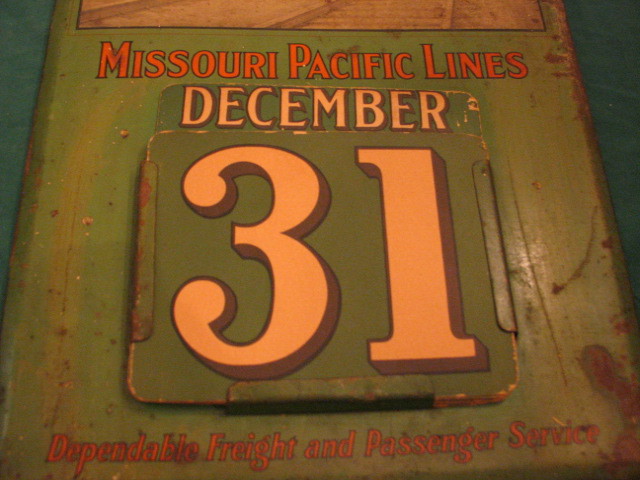 MISSOURI PACIFIC LINES
DECEMBER
31
Dependable Freight and Passenger Service